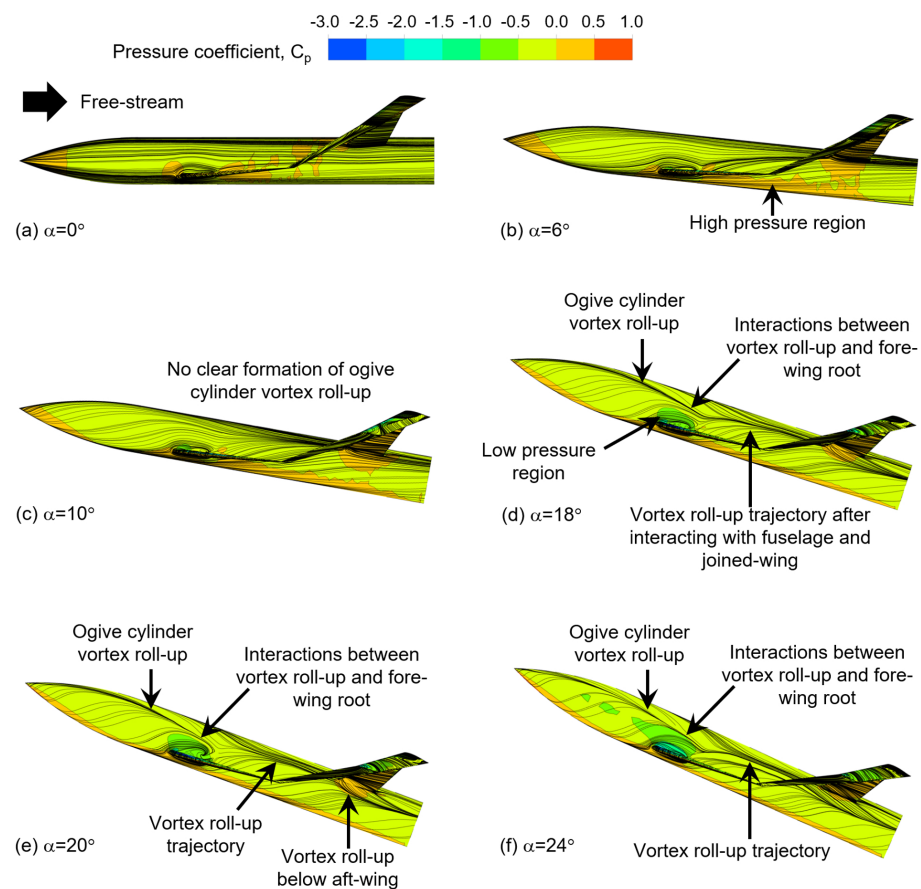 -3.0 -2.5 -2.0 -1.5 -1.0 -0.5 0.0 0.5 1.0
Pressure coefficient, Cp
Free-stream
(a) α=0°
(b) α=6°
High pressure region
No clear formation of ogive
cylinder vortex roll-up
(c) α=10°
Ogive cylinder
vortex roll-up
Interactions between
vortex roll-up and fore-
wing root
Low pressure
region
(d) α=18°
Vortex roll-up trajectory after
interacting with fuselage and
joined-wing
Ogive cylinder
vortex roll-up
Interactions between
vortex roll-up and fore-
wing root
(e) α=20°
Vortex roll-up
trajectory
Vortex roll-up
below aft-wing
Ogive cylinder
vortex roll-up
Interactions between
vortex roll-up and fore-
wing root
(f) α=24°
Vortex roll-up trajectory